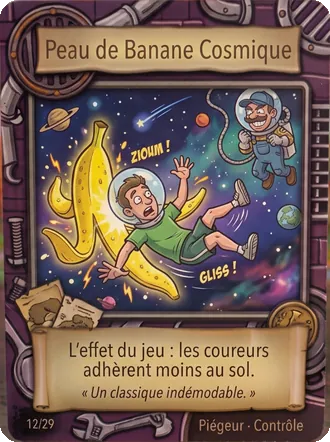 Peau de Banane Cosmique
ZIOUM !
GLISS !
L'effet du jeu : les coureurs
adhèrent moins au sol.
« Un classique indémodable. »
12/29
Piégeur · Contrôle